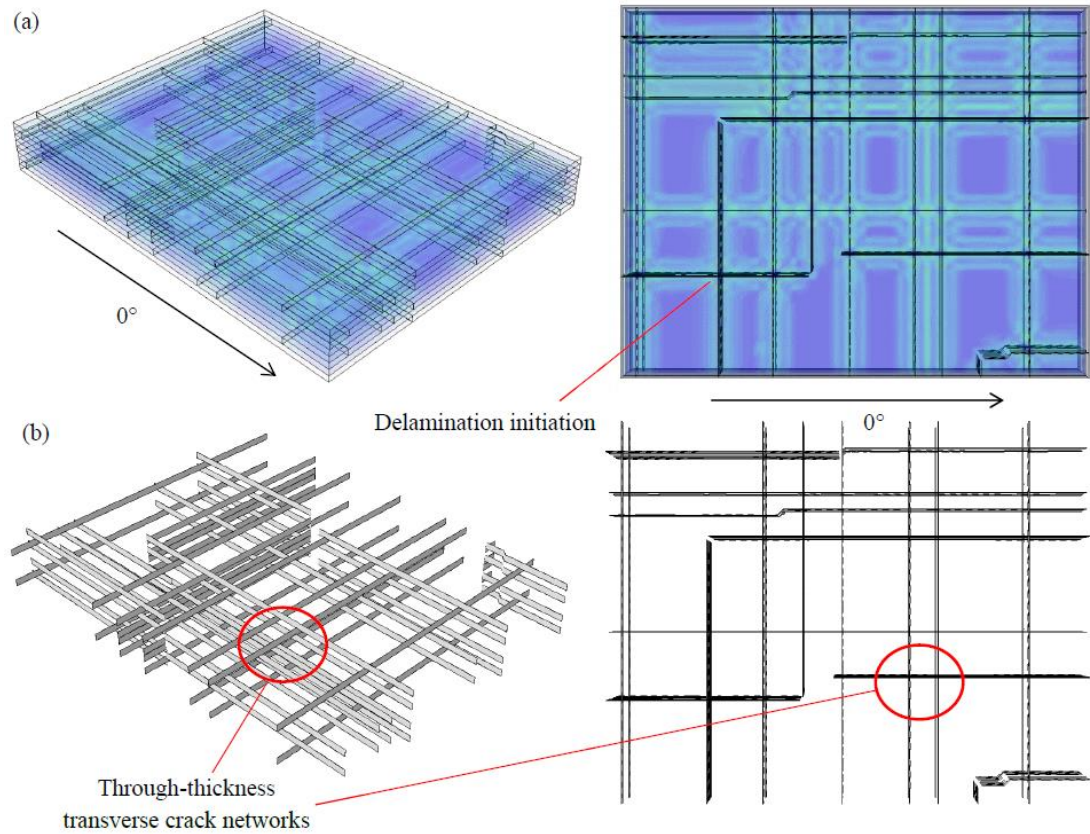 (a)
0°
Delamination initiation
0°
(b)
Through-thickness
transverse crack networks